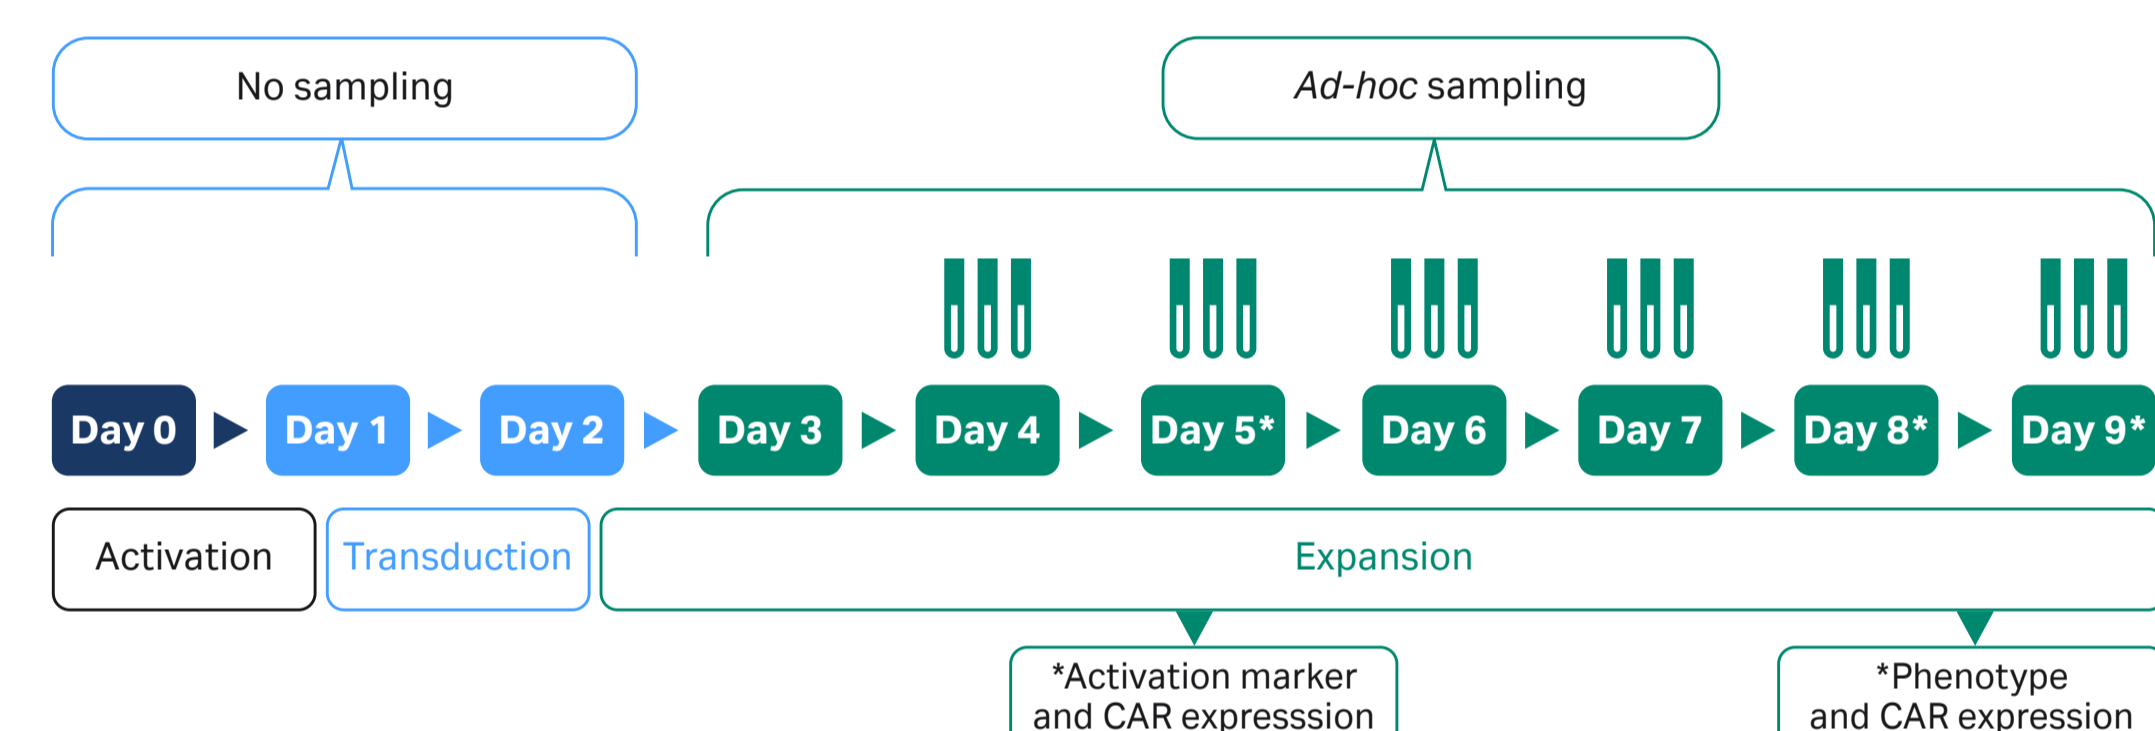 No sampling
Ad-hoc sampling
Day 0
Day 1
Day 2
Day 3
Day 4
Day 5*
Day 6
Day 7
Day 8*
Day 9*
Activation
Transduction
Expansion
*Activation marker
and CAR expresssion
*Phenotype
and CAR expression